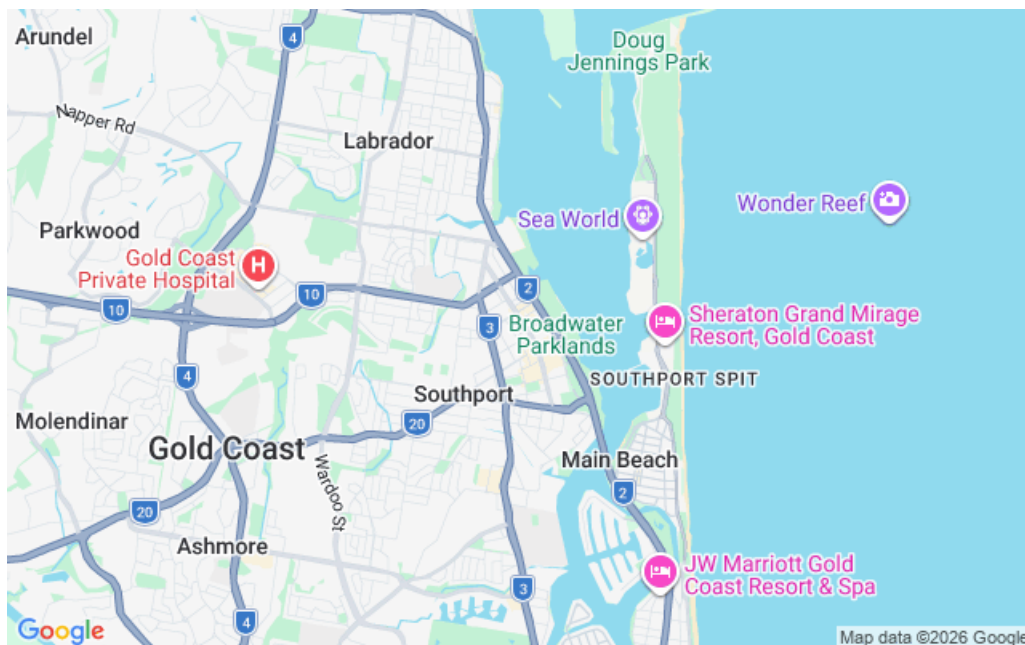 Arundel
4
Doug
Jennings Park
Napper Rd
Labrador
Parkwood
Sea World
Wonder Reef
Gold Coast
Private Hospital
H
10
10
2
3
Broadwater
Parklands
Sheraton Grand Mirage
Resort, Gold Coast
4
SOUTHPORT SPIT
Southport
Molendinar
20
Gold Coast
Wardoo St
Main Beach
2
20
Ashmore
JW Marriott Gold
Coast Resort & Spa
3
4
Google
Map data ©2026 Google